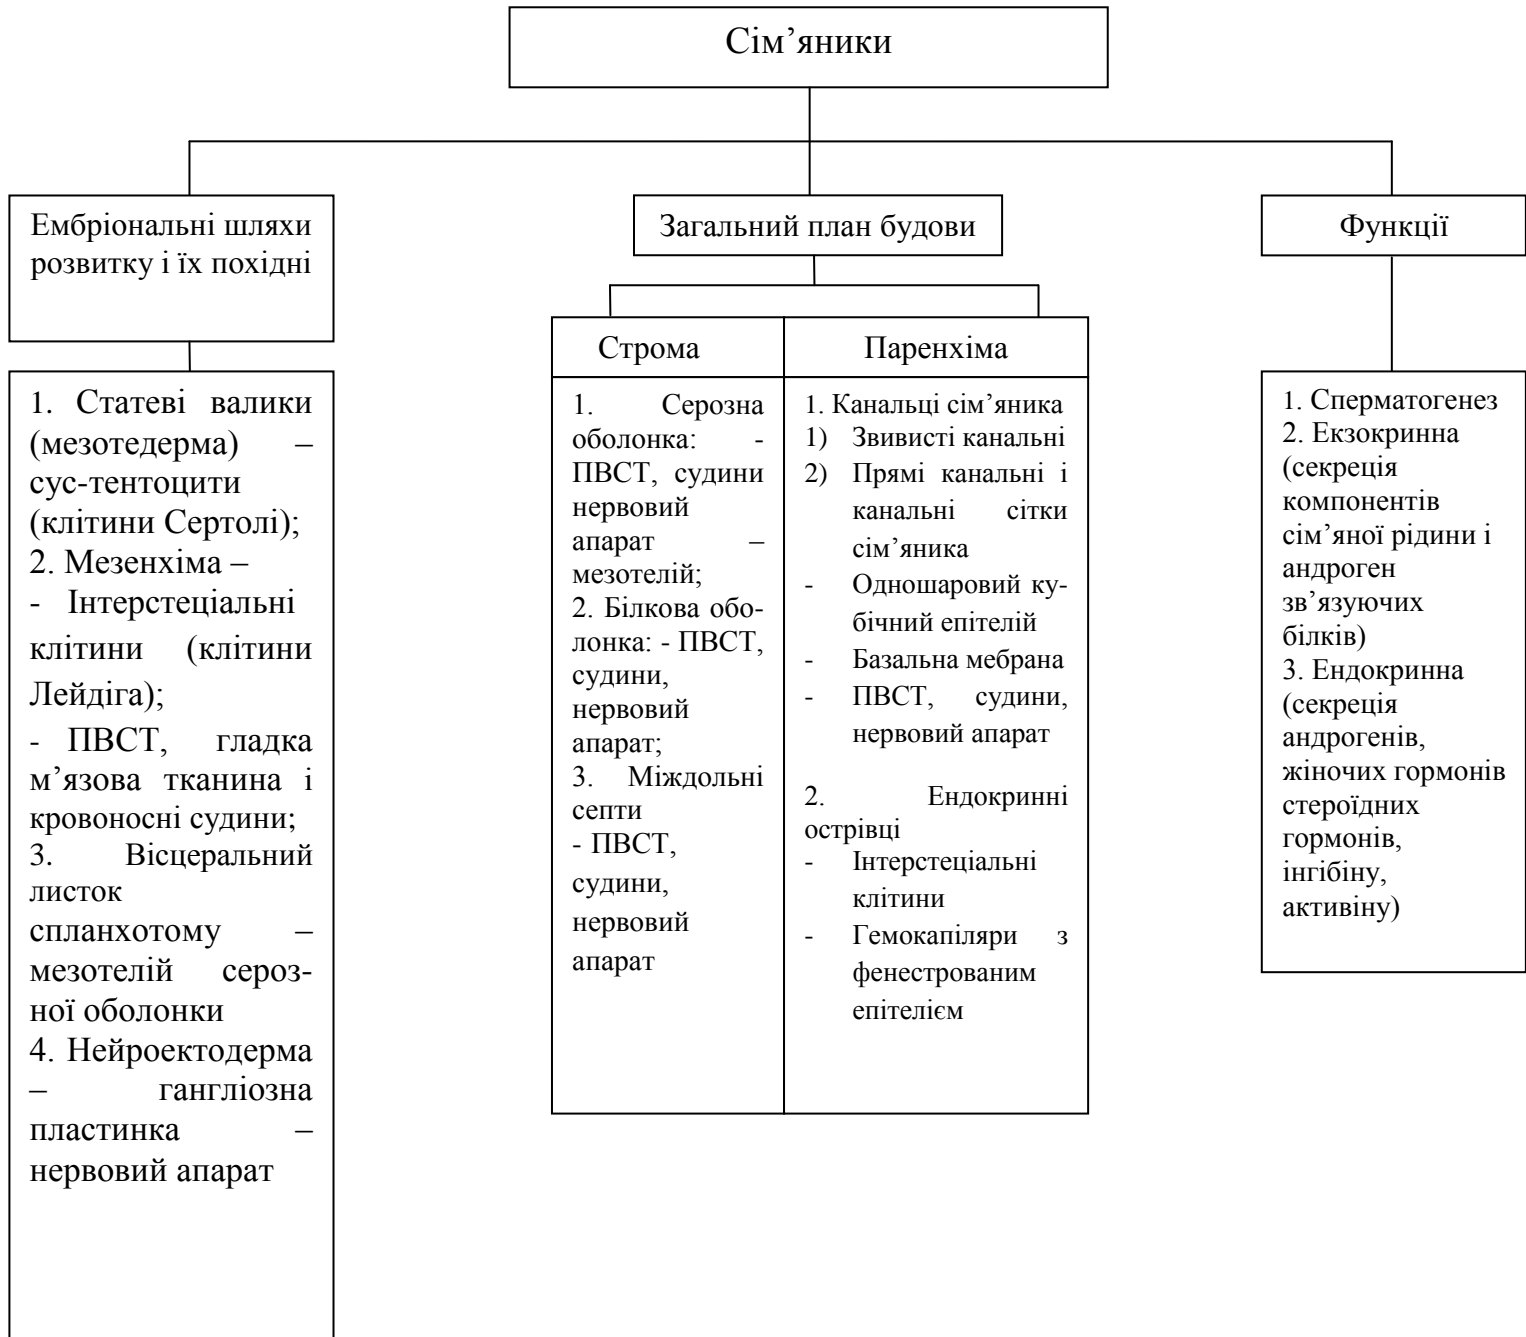 Сім’яники
Ембріональні шляхи
розвитку і їх похідні
1. Статеві валики
(мезотедерма) –
сус-тентоцити
(клітини Сертолі);
2. Мезенхіма –
- Інтерстеціальні
клітини (клітини
Лейдіга);
- ПВСТ, гладка
м’язова тканина і
кровоносні судини;
3. Вісцеральний
листок
спланхотому –
мезотелій сероз-
ної оболонки
4. Нейроектодерма
– гангліозна
пластинка –
нервовий апарат
Загальний план будови
Строма
1. Серозна
оболонка: -
ПВСТ, судини
нервовий
апарат –
мезотелій;
2. Білкова обо-
лонка: - ПВСТ,
судини,
нервовий
апарат;
3. Міждольні
септи
- ПВСТ,
судини,
нервовий
апарат
Паренхіма
1. Канальці сім’яника
1) Звивисті канальні
2) Прямі канальні і
канальні сітки
сім’яника
- Одношаровий ку-
бічний епітелій
- Базальна мебрана
- ПВСТ, судини,
нервовий апарат
2. Ендокринні
острівці
- Інтерстеціальні
клітини
- Гемокапіляри з
фенестрованим
епітелієм
Функції
1. Сперматогенез
2. Екзокринна
(секреція
компонентів
сім’яної рідини і
андроген
зв’язуючих
білків)
3. Ендокринна
(секреція
андрогенів,
жіночих гормонів
стероїдних
гормонів,
інгібіну,
активіну)